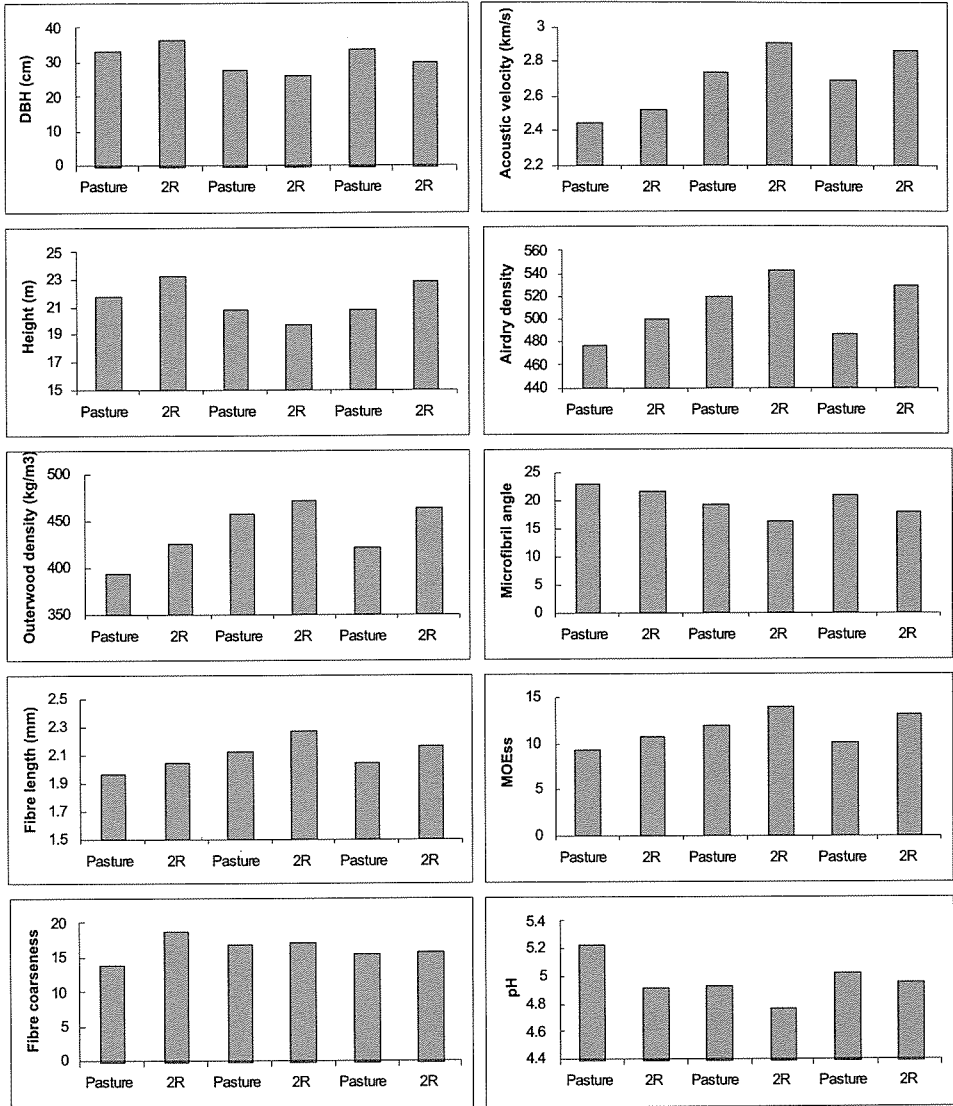 DBH (cm)
40
30
20
10
0
Pasture 2R Pasture 2R Pasture 2R
Acoustic velocity (km/s)
3
2.8
2.6
2.4
2.2
Pasture 2R Pasture 2R Pasture 2R
Height (m)
25
23
21
19
17
15
Pasture 2R Pasture 2R Pasture 2R
Airdry density
560
540
520
500
480
460
440
Pasture 2R Pasture 2R Pasture 2R
Outerwood density (kg/m3)
500
450
400
350
Pasture 2R Pasture 2R Pasture 2R
Microfibril angle
25
20
15
10
5
0
Pasture 2R Pasture 2R Pasture 2R
Fibre length (mm)
2.5
2.3
2.1
1.9
1.7
1.5
Pasture 2R Pasture 2R Pasture 2R
MOEss
15
10
5
0
Pasture 2R Pasture 2R Pasture 2R
Fibre coarseness
20
15
10
5
0
Pasture 2R Pasture 2R Pasture 2R
pH
5.4
5.2
5
4.8
4.6
4.4
Pasture 2R Pasture 2R Pasture 2R